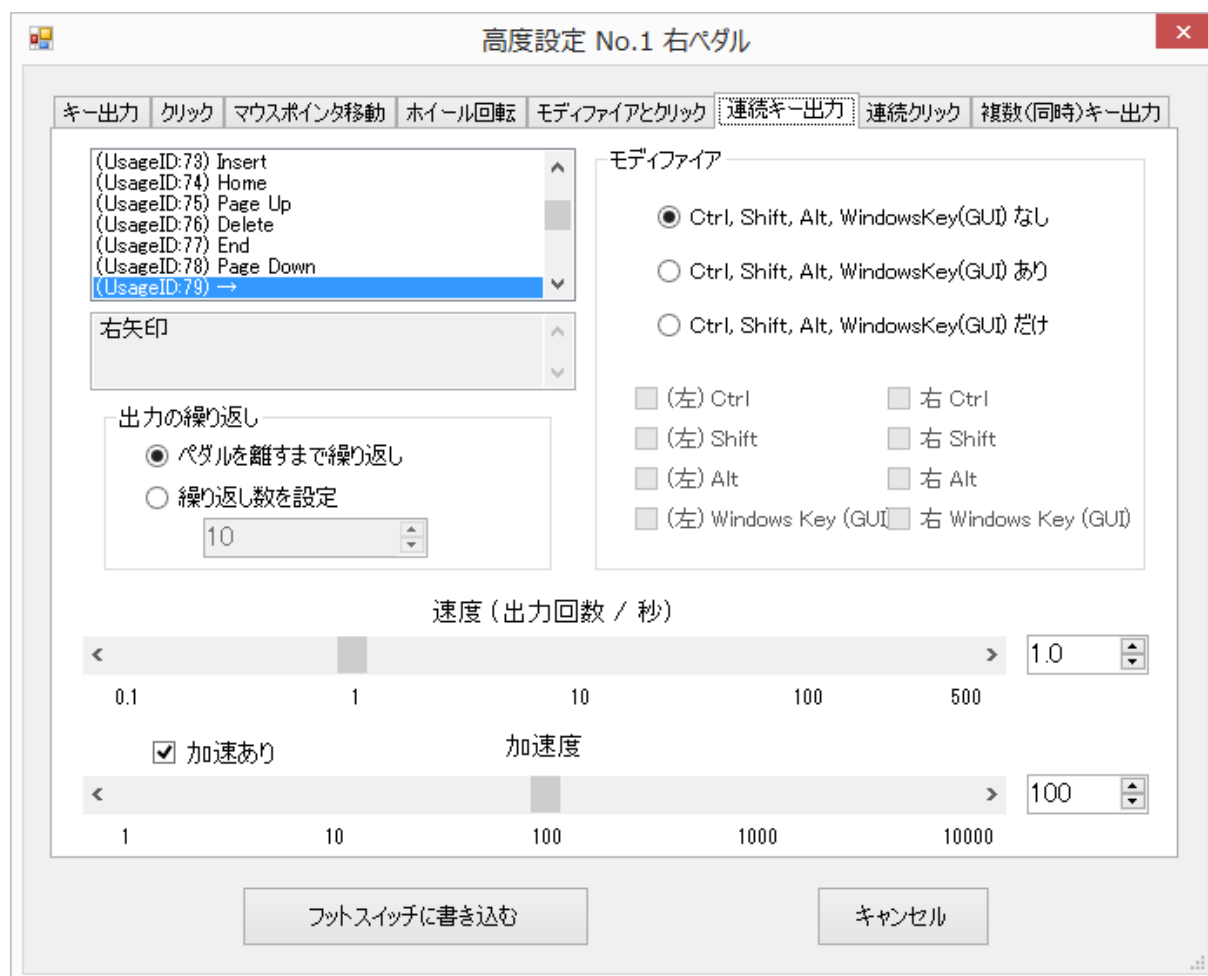 高度設定 No.1 右ペダル
キー出力 クリック マウスポインタ移動 ホイール回転 モディファイアとクリック 連続キー出力 連続クリック 複数(同時)キー出力
(UsageID:73) Insert
(UsageID:74) Home
(UsageID:75) Page Up
(UsageID:76) Delete
(UsageID:77) End
(UsageID:78) Page Down
(UsageID:79) →
右矢印
出力の繰り返し
ペダルを離すまで繰り返し
繰り返し数を設定
10
モディファイア
Ctrl, Shift, Alt, WindowsKey(GUI) なし
Ctrl, Shift, Alt, WindowsKey(GUI) あり
Ctrl, Shift, Alt, WindowsKey(GUI) だけ
(左) Ctrl 右 Ctrl
(左) Shift 右 Shift
(左) Alt 右 Alt
(左) Windows Key (GUI 右 Windows Key (GUI)
速度 (出力回数 / 秒)
1.0
0.1 1 10 100 500
加速あり 加速度
100
1 10 100 1000 10000
フットスイッチに書き込む キャンセル